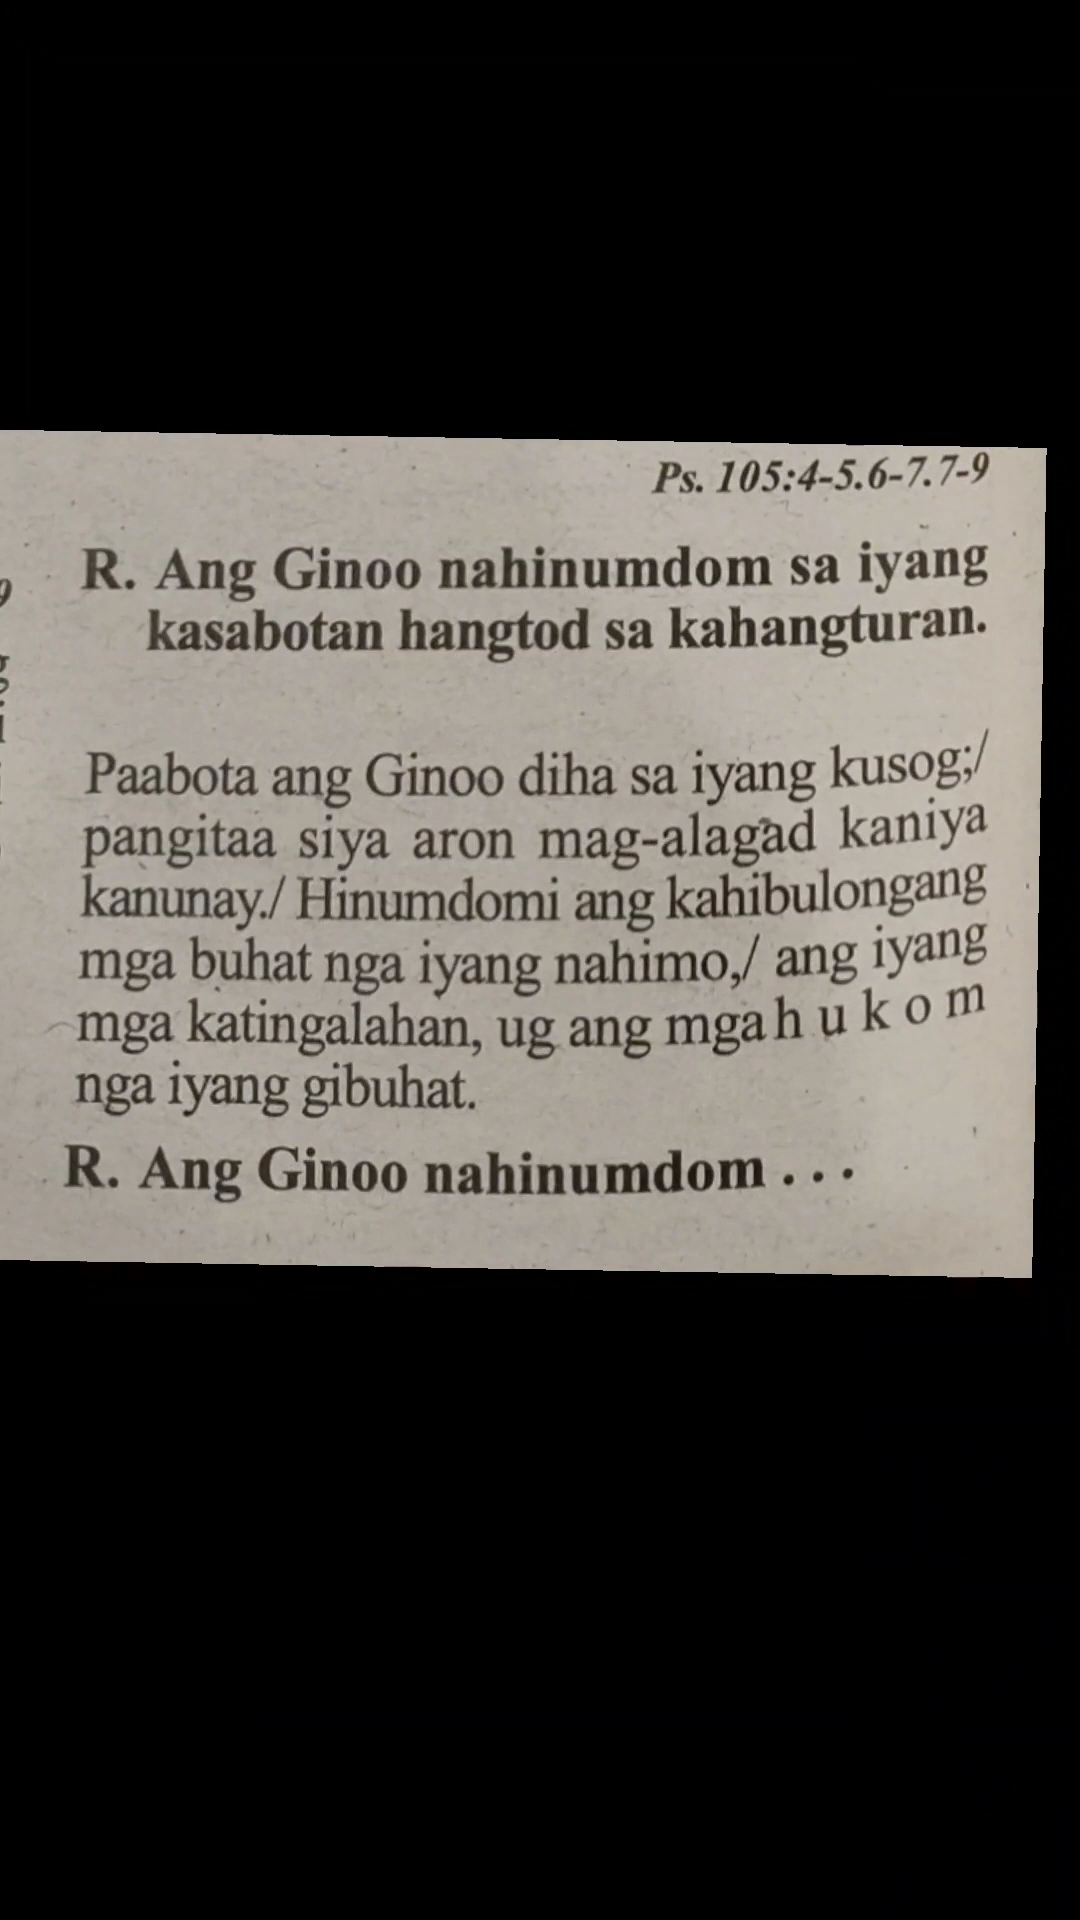 Ps. 105:4-5.6-7.7-9
R. Ang Ginoo nahinumdom sa iyang
kasabotan hangtod sa kahangturan.
Paabota ang Ginoo diha sa iyang kusog;/
pangitaa siya aron mag-alagad kaniya
kanunay./ Hinumdomi ang kahibulongang
mga buhat nga iyang nahimo,/ ang iyang
mga katingalahan, ug ang mga h u k o m
nga iyang gibuhat.
R. Ang Ginoo nahinumdom . . .